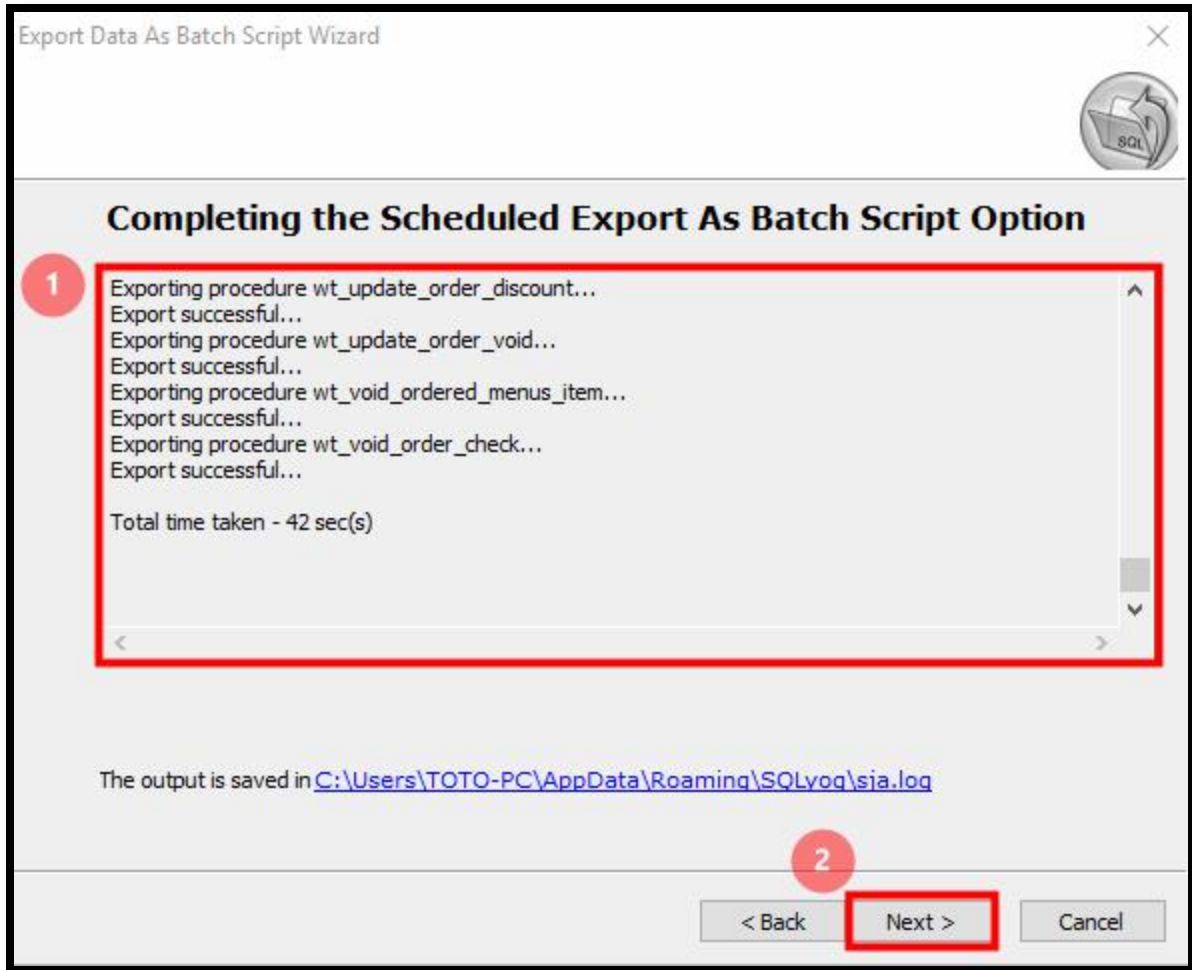 Export Data As Batch Script Wizard
SQL
Completing the Scheduled Export As Batch Script Option
1
Exporting procedure wt_update_order_discount...
Export successful...
Exporting procedure wt_update_order_void...
Export successful...
Exporting procedure wt_void_ordered_menus_item...
Export successful...
Exporting procedure wt_void_order_check...
Export successful...
Total time taken - 42 sec(s)
The output is saved in C:\Users\TOTO-PC\AppData\Roaming\SQLyog\sja.log
2
< Back Next > Cancel